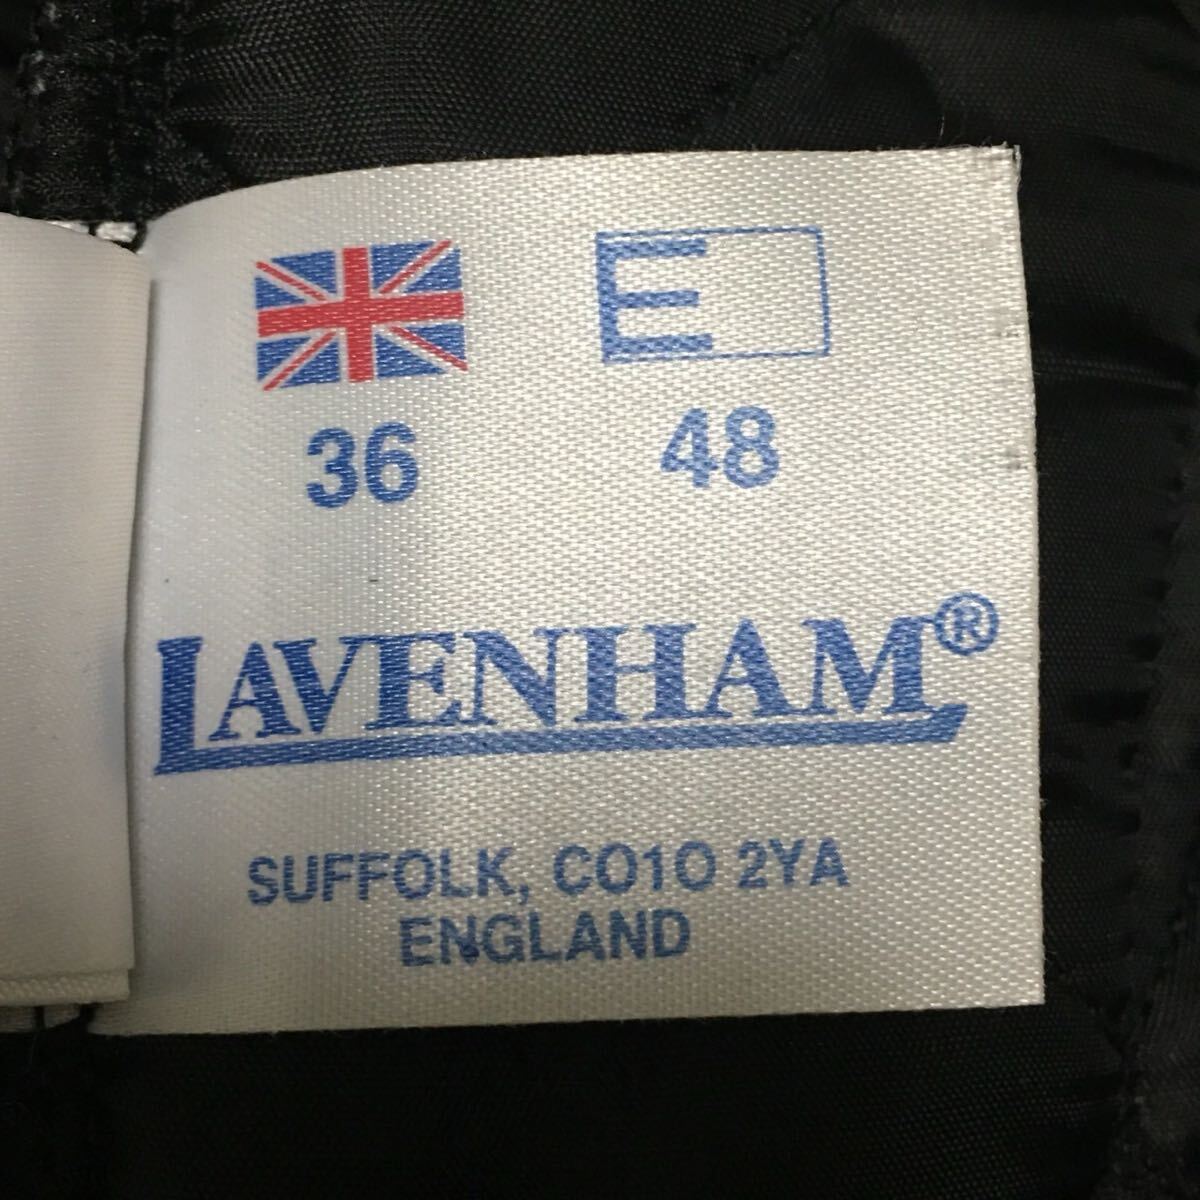 E
36 48
LAVENHAM®
SUFFOLK, CO10 2YA
ENGLAND